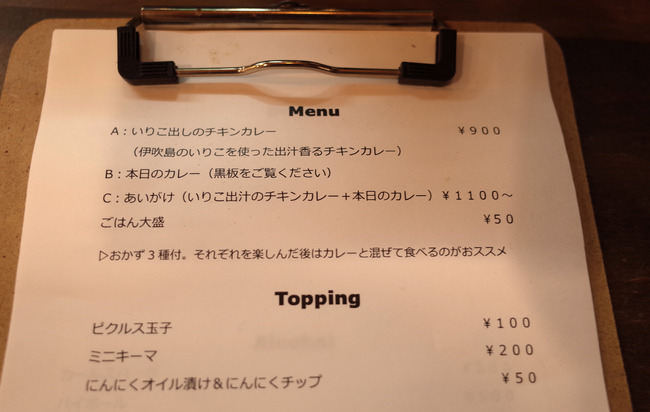 Menu
A：いりこ出しのチキンカレー ￥９００
（伊吹島のいりこを使った出汁香るチキンカレー）
B：本日のカレー（黒板をご覧ください）
C：あいがけ（いりこ出汁のチキンカレー＋本日のカレー）￥１１００～
ごはん大盛 ￥５０
▷おかず３種付。それぞれを楽しんだ後はカレーと混ぜて食べるのがおススメ
Topping
ピクルス玉子 ￥１００
ミニキーマ ￥２００
にんにくオイル漬け＆にんにくチップ ￥５０